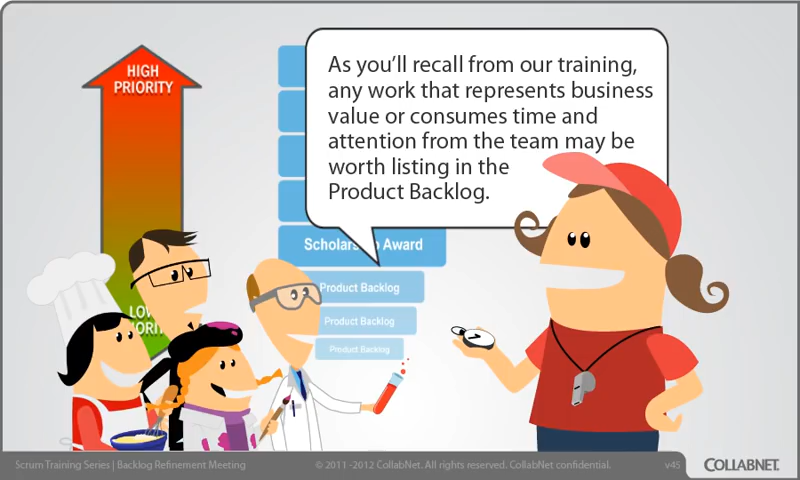 HIGH
PRIORITY
As you’ll recall from our training,
any work that represents business
value or consumes time and
attention from the team may be
worth listing in the
Product Backlog.
Award
Product Backlog
Product Backlog
Product Backlog
Scrum Training Series | Backlog Refinement Meeting
© 2011 -2012 CollabNet. All rights reserved. CollabNet confidential.
v45
COLLABNET.